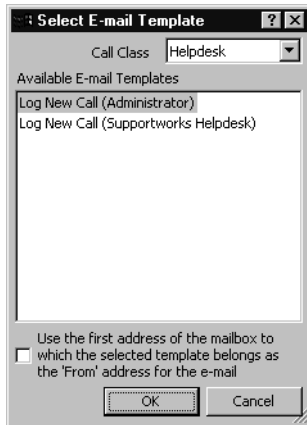 Select E-mail Template
Call Class Helpdesk
Available E-mail Templates
Log New Call (Administrator)
Log New Call (Supportworks Helpdesk)
Use the first address of the mailbox to
which the selected template belongs as
the 'From' address for the e-mail
OK Cancel